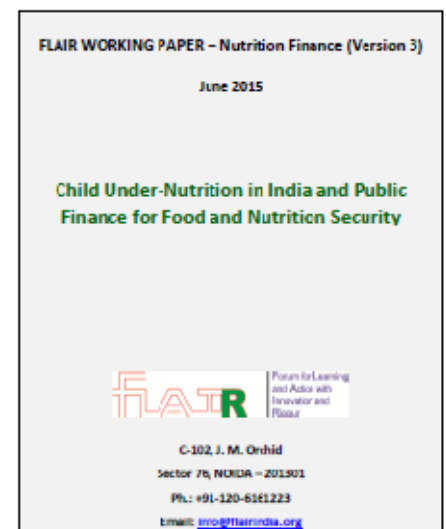 FLAIR WORKING PAPER – Nutrition Finance (Version 3)
June 2015
Child Under-Nutrition in India and Public
Finance for Food and Nutrition Security
FLAIR
Forum for Learning
and Action with
Innovation and
Rigour
C-102, J. M. Orchid
Sector 76, NOIDA – 201301
Ph.: +91-120-6161223
Email: info@flairindia.org